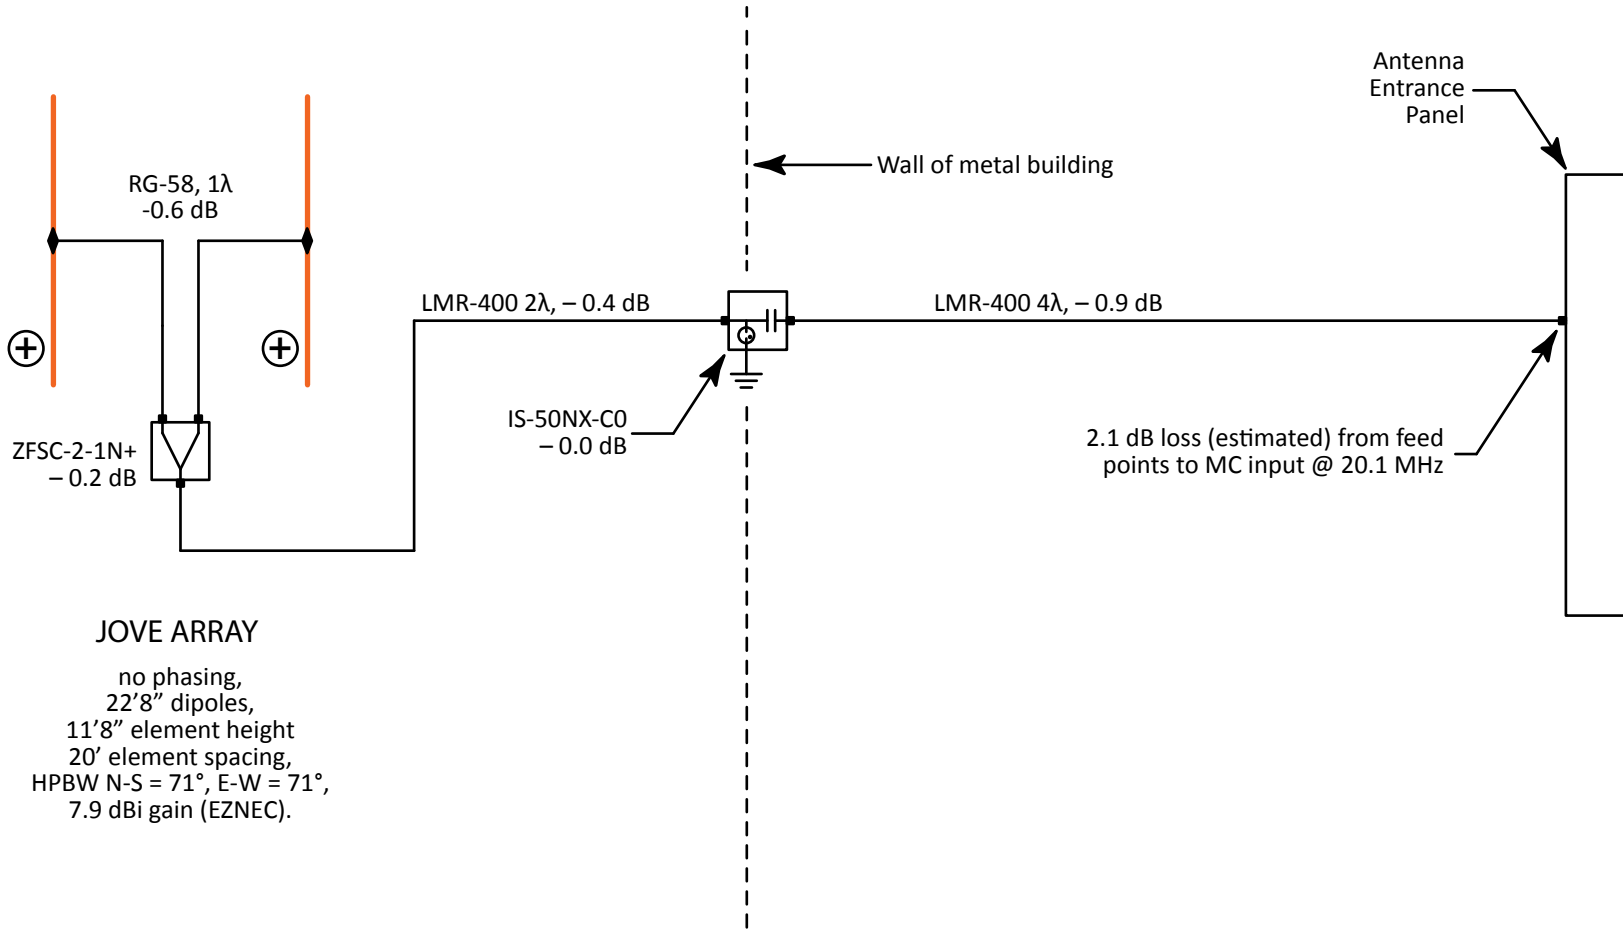 Antenna
Entrance
Panel
Wall of metal building
RG-58, 1λ
-0.6 dB
LMR-400 2λ, – 0.4 dB
LMR-400 4λ, – 0.9 dB
IS-50NX-C0
– 0.0 dB
ZFSC-2-1N+
– 0.2 dB
2.1 dB loss (estimated) from feed
points to MC input @ 20.1 MHz
JOVE ARRAY
no phasing,
22’8” dipoles,
11’8” element height
20’ element spacing,
HPBW N-S = 71°, E-W = 71°,
7.9 dBi gain (EZNEC).